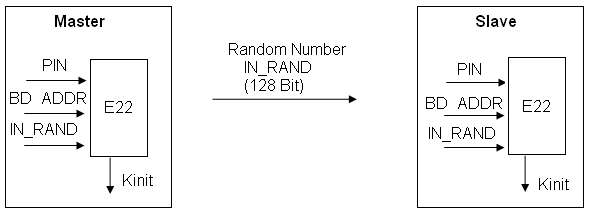 Master
PIN
BD ADDR
IN_RAND
E22
Kinit
Random Number
IN_RAND
(128 Bit)
Slave
PIN
BD ADDR
IN_RAND
E22
Kinit